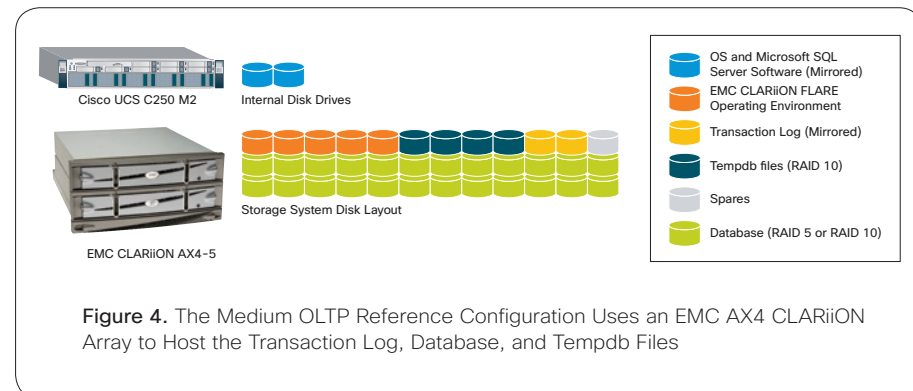 Cisco UCS C250 M2
Internal Disk Drives
Storage System Disk Layout
EMC CLARiiON AX4-5
OS and Microsoft SQL
Server Software (Mirrored)
EMC CLARiiON FLARE
Operating Environment
Transaction Log (Mirrored)
Tempdb files (RAID 10)
Spares
Database (RAID 5 or RAID 10)
Figure 4. The Medium OLTP Reference Configuration Uses an EMC AX4 CLARiiON
Array to Host the Transaction Log, Database, and Tempdb Files